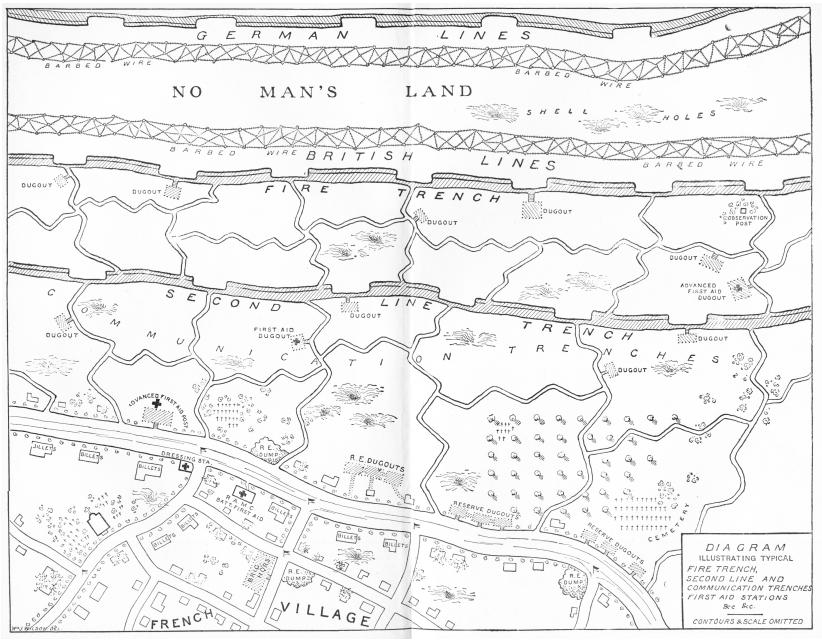 GERMAN LINES
BARBED WIRE
BARBED WIRE
NO MAN'S LAND
SHELL HOLES
BARBED WIRE
BRITISH LINES
BARBED WIRE
DUGOUT
DUGOUT
FIRE TRENCH
DUGOUT
DUGOUT
OBSERVATION
POST
DUGOUT
ADVANCED
FIRST AID
DUGOUT
SECOND LINE TRENCH
COMMUNICATION TRENCHES
DUGOUT
DUGOUT
FIRST AID
DUGOUT
DUGOUT
DUGOUT
ADVANCED FIRST AID POST
R.E.
DUMP
R.E. DUGOUTS
DRESSING STA.
BILLETS
BILLETS
BILLETS
R.A.M.C.
BASE FIRST AID
BILLETS
RESERVE DUGOUTS
RESERVE DUGOUTS
CEMETERY
BILLETS
BILLETS
BILLETS
BRIG
HDRS
R.E.
DUMP
R.E.
DUMP
FRENCH VILLAGE
DIAGRAM
ILLUSTRATING TYPICAL
FIRE TRENCH,
SECOND LINE AND
COMMUNICATION TRENCHES
FIRST AID STATIONS
&c &c.
CONTOURS & SCALE OMITTED